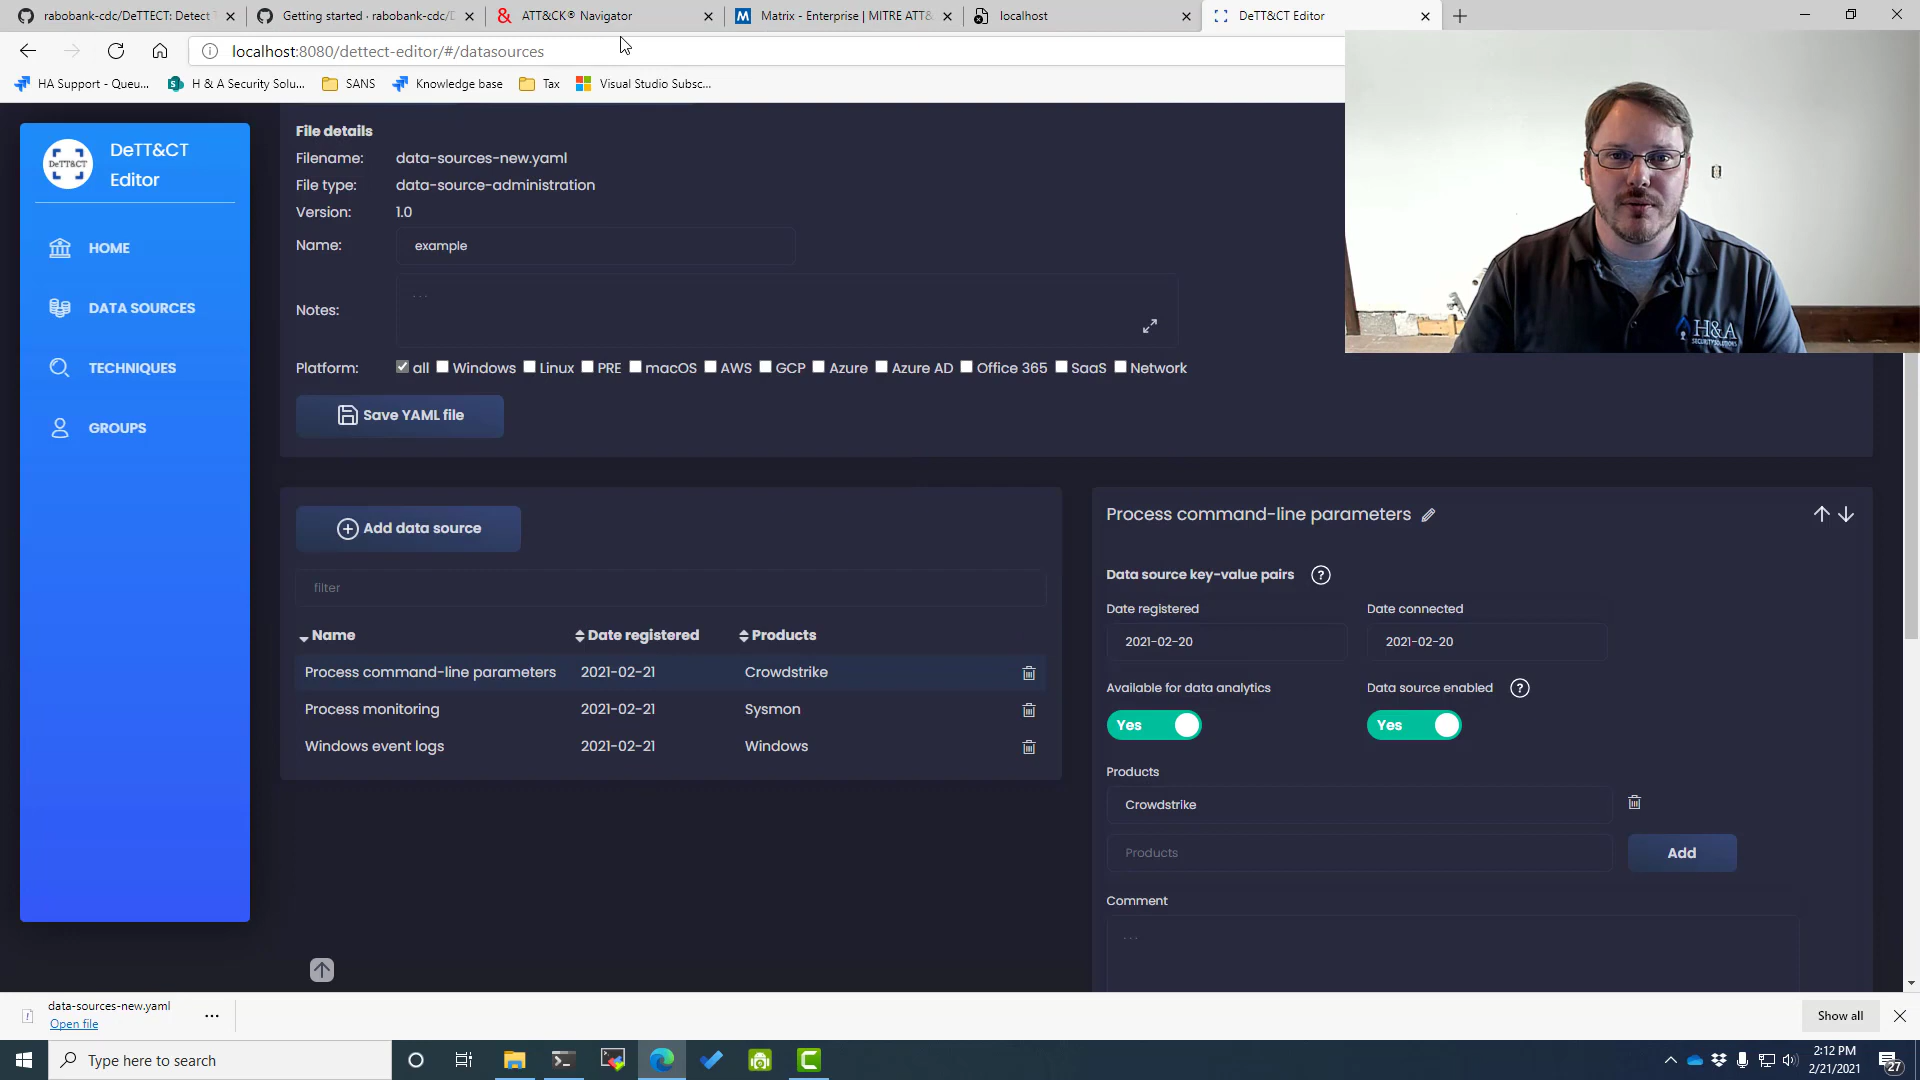 rabobank-cdc/DeTTECT: Detect T
Getting started · rabobank-cdc/D
ATT&CK® Navigator
Matrix - Enterprise | MITRE ATT&
localhost
DeTT&CT Editor
localhost:8080/dettect-editor/#/datasources
HA Support - Queu...
H & A Security Solu...
SANS
Knowledge base
Tax
Visual Studio Subsc...
DeTT&CT
DeTT&CT
Editor
HOME
DATA SOURCES
TECHNIQUES
GROUPS
File details
Filename: data-sources-new.yaml
File type: data-source-administration
Version: 1.0
Name: example
Notes: ...
Platform: all Windows Linux PRE macOS AWS GCP Azure Azure AD Office 365 SaaS Network
Save YAML file
Add data source
filter
Name Date registered Products
Process command-line parameters 2021-02-21 Crowdstrike
Process monitoring 2021-02-21 Sysmon
Windows event logs 2021-02-21 Windows
Process command-line parameters
Data source key-value pairs ?
Date registered Date connected
2021-02-20 2021-02-20
Available for data analytics Data source enabled ?
Yes Yes
Products
Crowdstrike
Products Add
Comment
...
H&A
SECURITY SOLUTIONS
data-sources-new.yaml
Open file
Show all
Type here to search
2:12 PM
2/21/2021
27